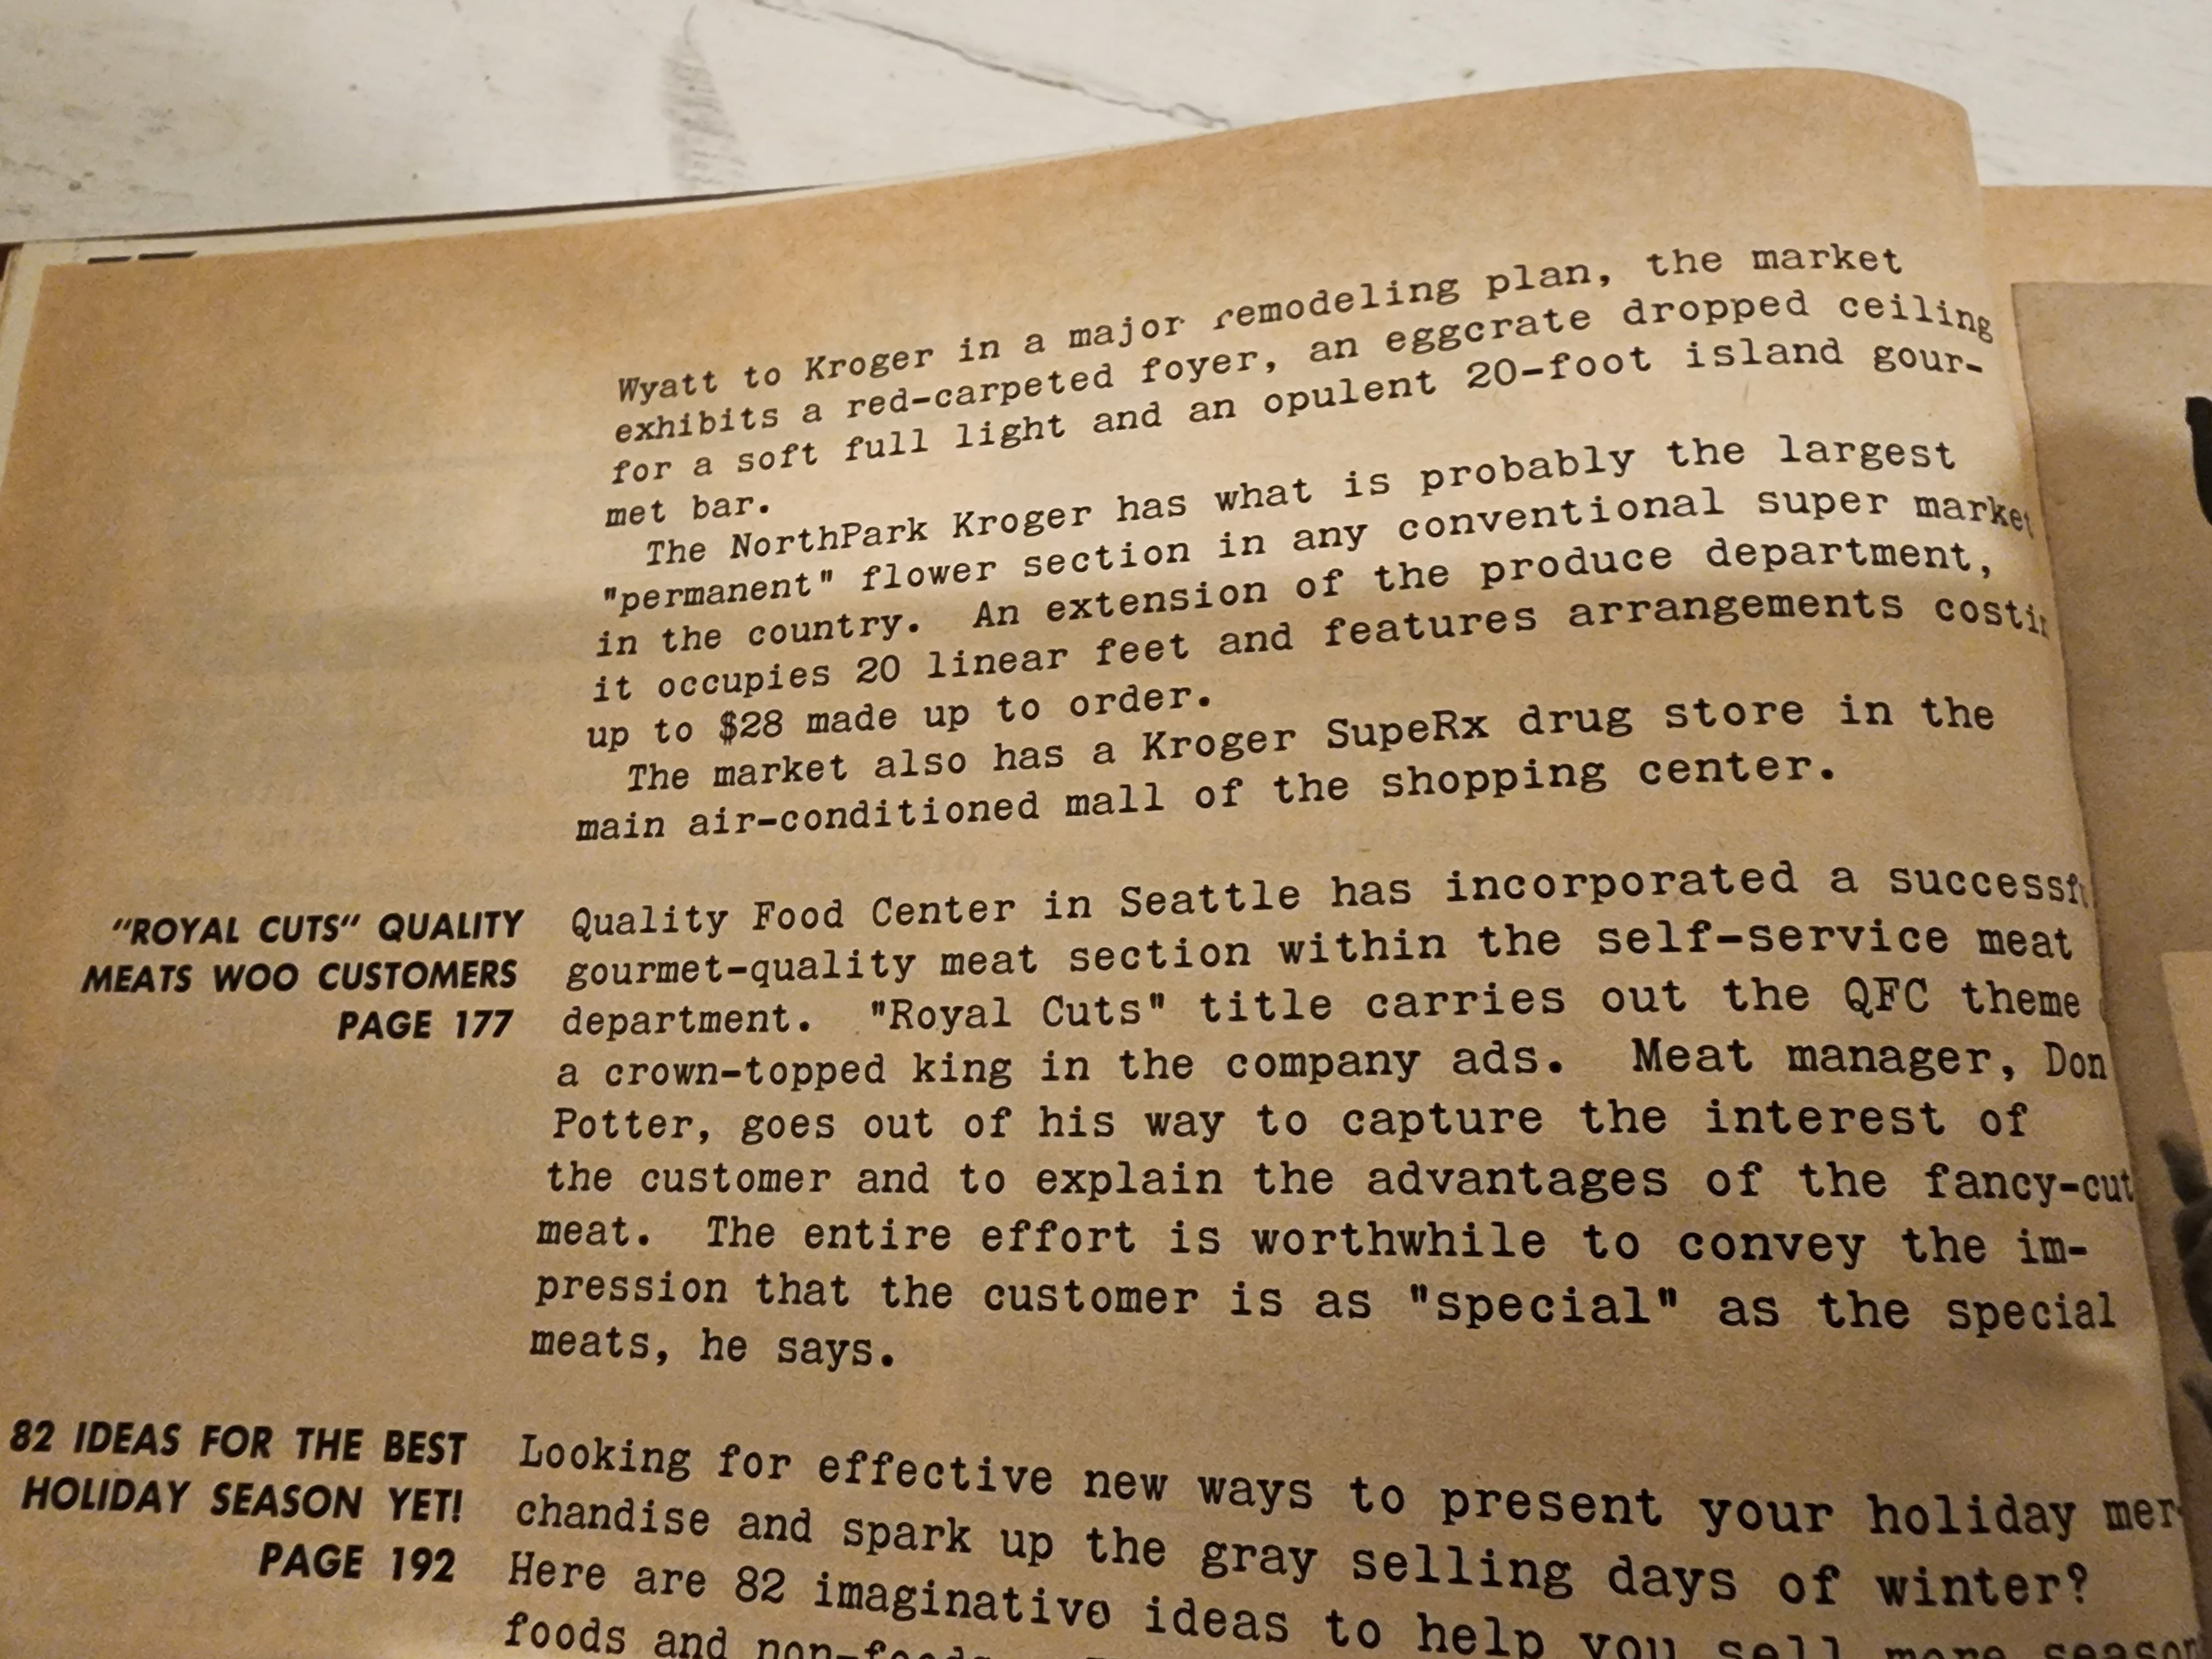 Wyatt to Kroger in a major remodeling plan, the market
exhibits a red-carpeted foyer, an eggcrate dropped ceiling
for a soft full light and an opulent 20-foot island gour-
met bar.
The NorthPark Kroger has what is probably the largest
"permanent" flower section in any conventional super market
in the country. An extension of the produce department,
it occupies 20 linear feet and features arrangements
up to $28 made up to order.
The market also has a Kroger SupeRx drug store in the
main air-conditioned mall of the shopping center.
"ROYAL CUTS" QUALITY
MEATS WOO CUSTOMERS
PAGE 177
Quality Food Center in Seattle has incorporated a
gourmet-quality meat section within the self-service meat
department. "Royal Cuts" title carries out the QFC theme
a crown-topped king in the company ads. Meat manager, Don
Potter, goes out of his way to capture the interest of
the customer and to explain the advantages of the fancy-cut
meat. The entire effort is worthwhile to convey the im-
pression that the customer is as "special" as the special
meats, he says.
82 IDEAS FOR THE BEST
HOLIDAY SEASON YET!
PAGE 192
Looking for effective new ways to present your holiday mer-
chandise and spark up the gray selling days of winter?
Here are 82 imaginative ideas to help you sell more
foods and non-foods